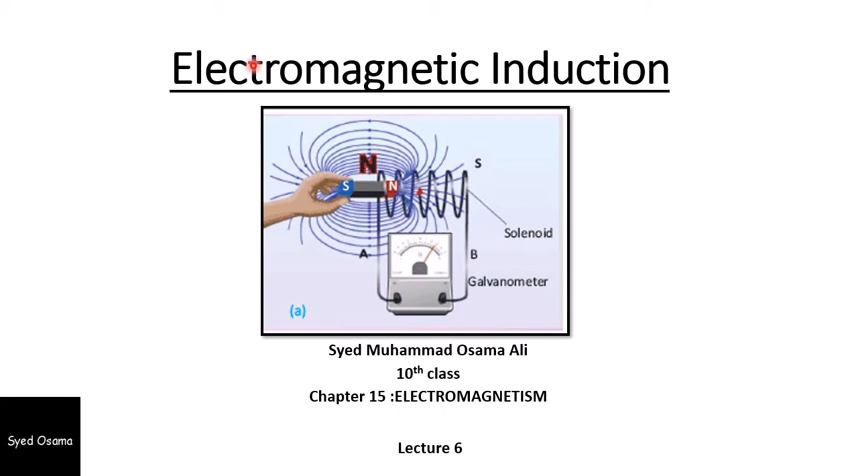 Electromagnetic Induction
N
S
S
N
Solenoid
A
B
Galvanometer
(a)
Syed Muhammad Osama Ali
10th class
Chapter 15 :ELECTROMAGNETISM
Syed Osama
Lecture 6